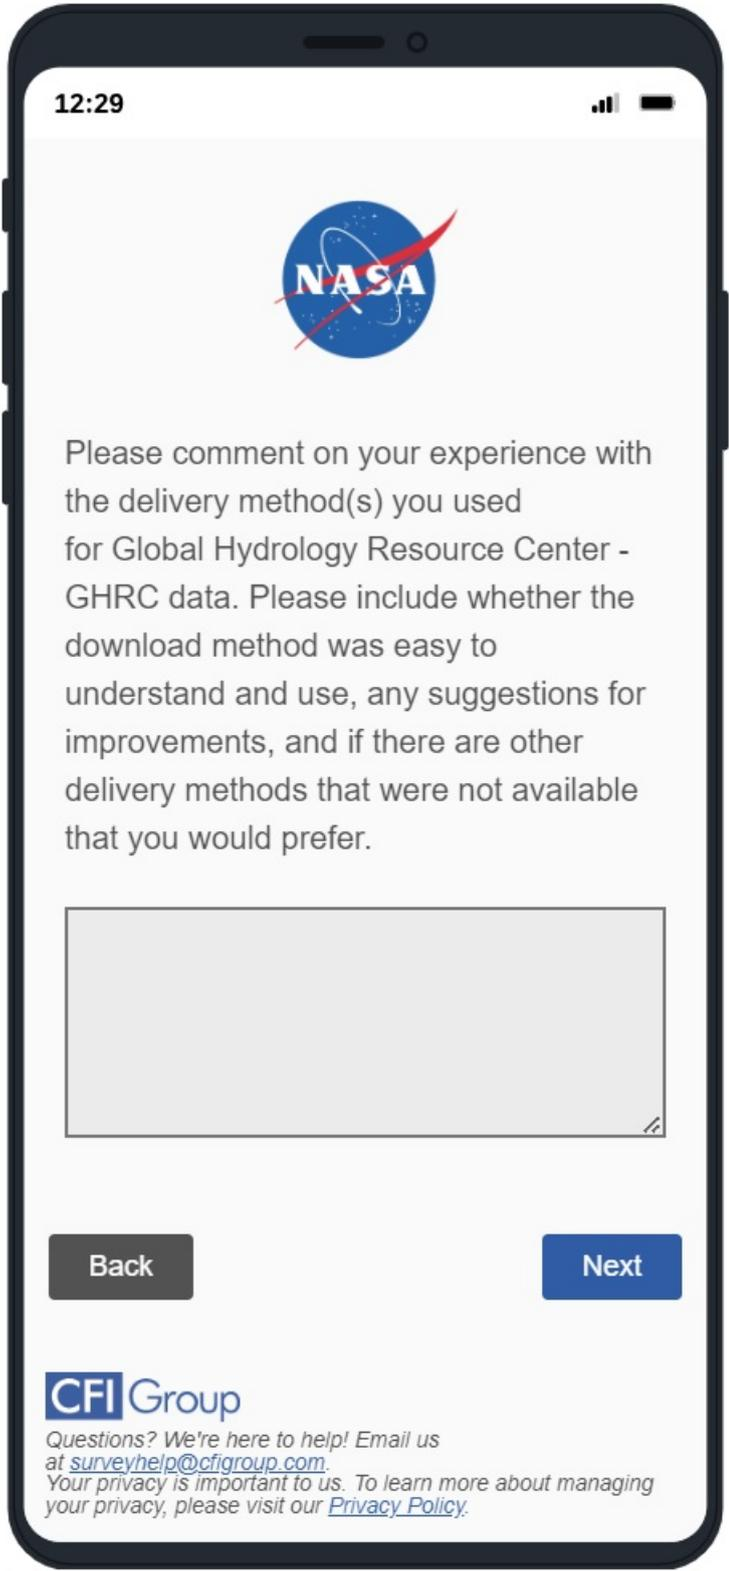 12:29
NASA
Please comment on your experience with
the delivery method(s) you used
for Global Hydrology Resource Center -
GHRC data. Please include whether the
download method was easy to
understand and use, any suggestions for
improvements, and if there are other
delivery methods that were not available
that you would prefer.
Back
Next
CFI Group
Questions? We're here to help! Email us
at surveyhelp@cfigroup.com.
Your privacy is important to us. To learn more about managing
your privacy, please visit our Privacy Policy.